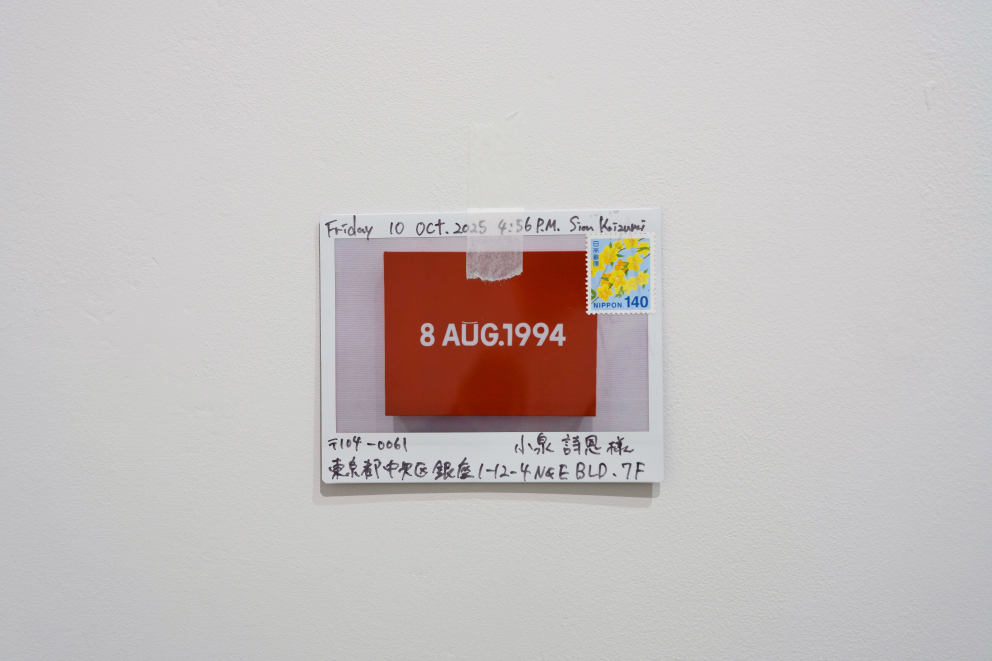 Friday 10 OCT. 2025 4:56 P.M. Sion Koizumi
日本郵便
NIPPON 140
8 AUG.1994
〒104-0061
小泉 詩恩 様
東京都中央区銀座1-12-4 N&E BLD. 7F